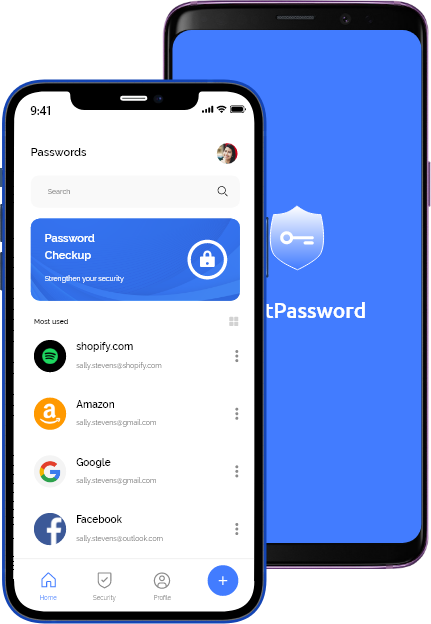 9:41
Passwords
Search
Password
Checkup
Strengthen your security
Most used
shopify.com
sally.stevens@shopify.com
Amazon
sally.stevens@gmail.com
Google
sally.stevens@gmail.com
Facebook
sally.stevens@outlook.com
Home
Security
Profile
tPassword